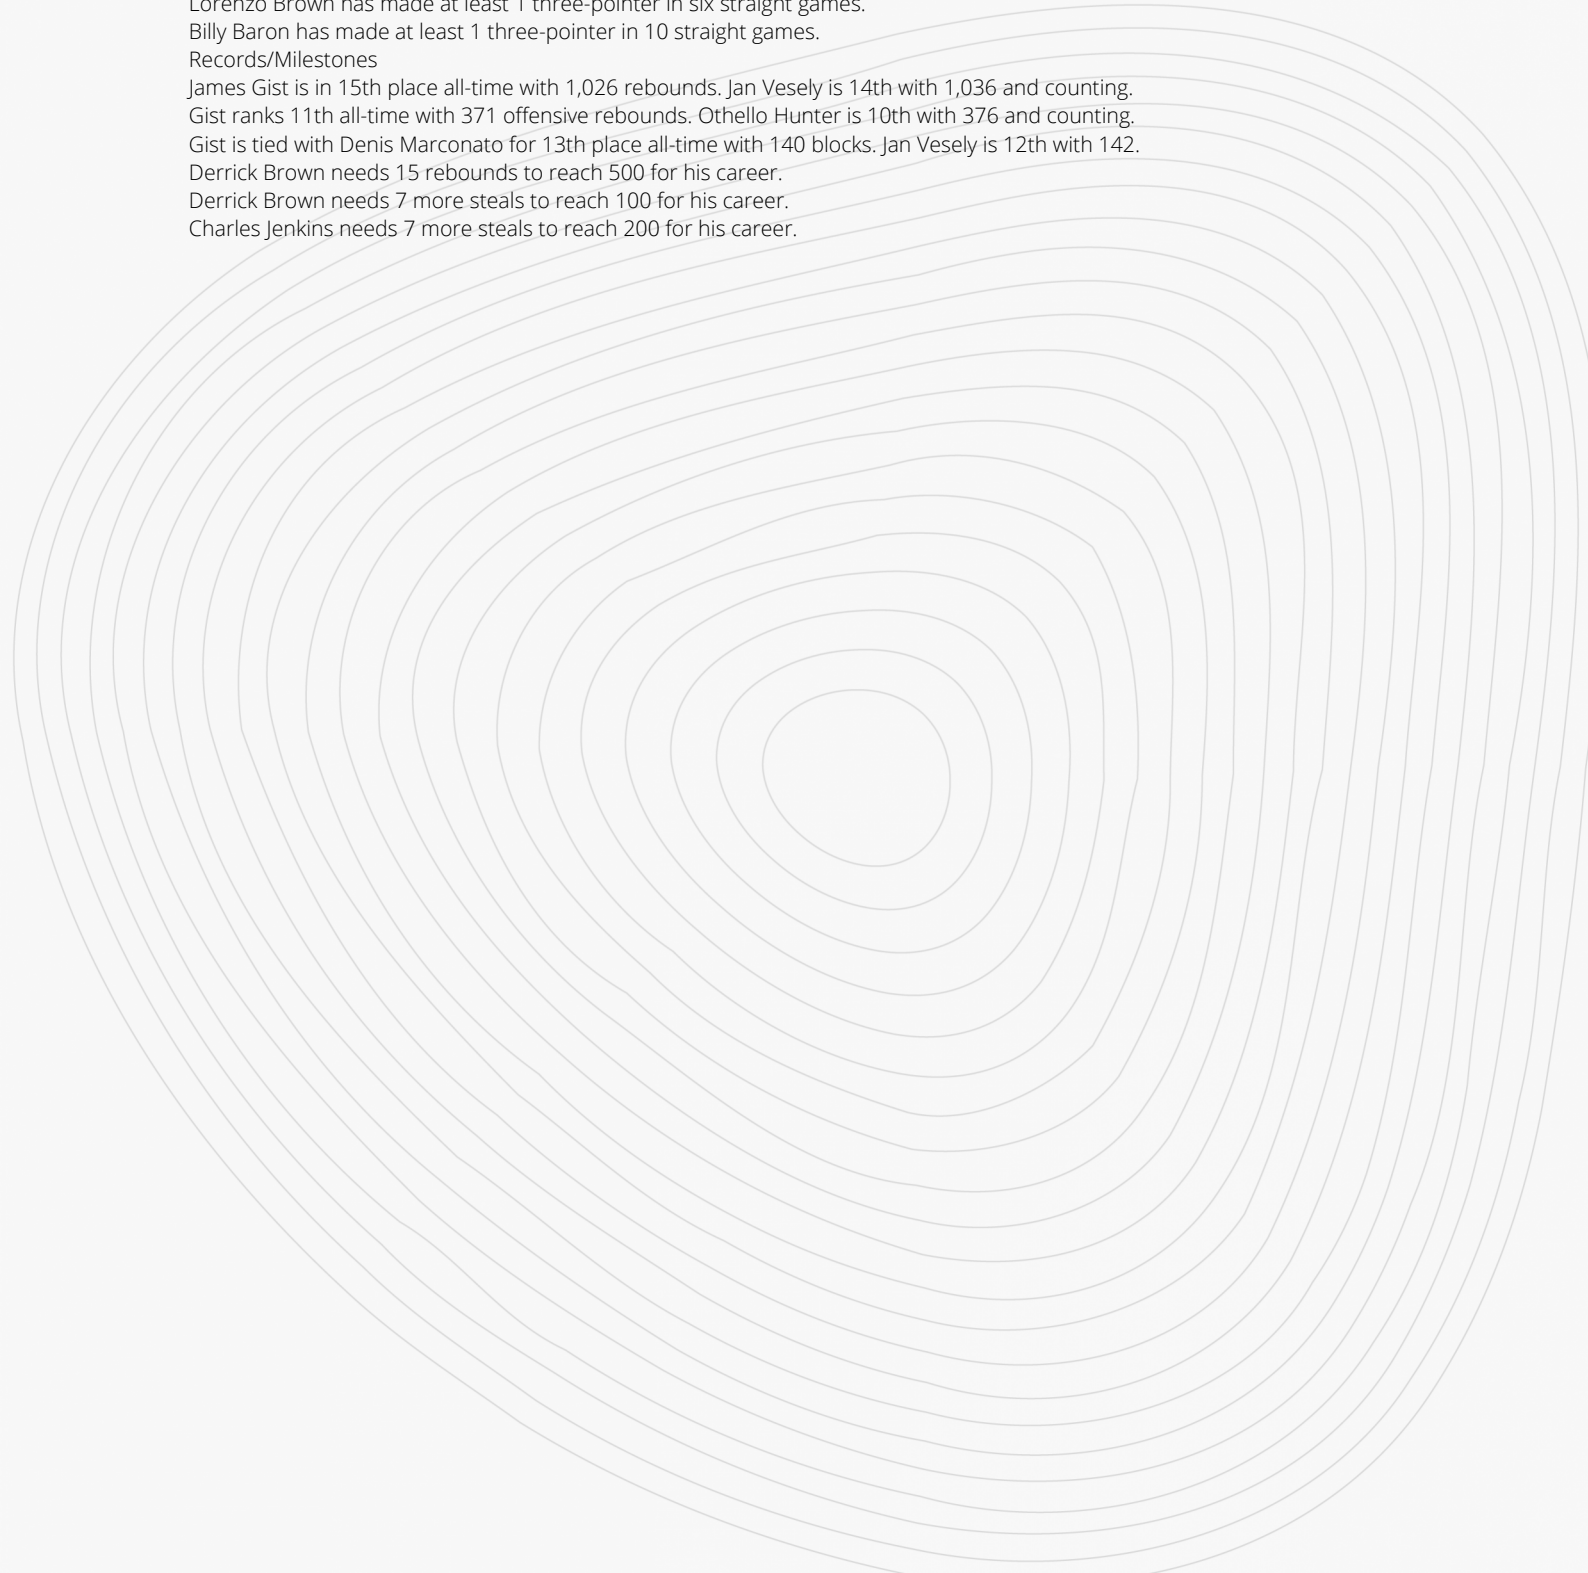 Lorenzo Brown has made at least 1 three-pointer in six straight games.
Billy Baron has made at least 1 three-pointer in 10 straight games.
Records/Milestones
James Gist is in 15th place all-time with 1,026 rebounds. Jan Vesely is 14th with 1,036 and counting.
Gist ranks 11th all-time with 371 offensive rebounds. Othello Hunter is 10th with 376 and counting.
Gist is tied with Denis Marconato for 13th place all-time with 140 blocks. Jan Vesely is 12th with 142.
Derrick Brown needs 15 rebounds to reach 500 for his career.
Derrick Brown needs 7 more steals to reach 100 for his career.
Charles Jenkins needs 7 more steals to reach 200 for his career.